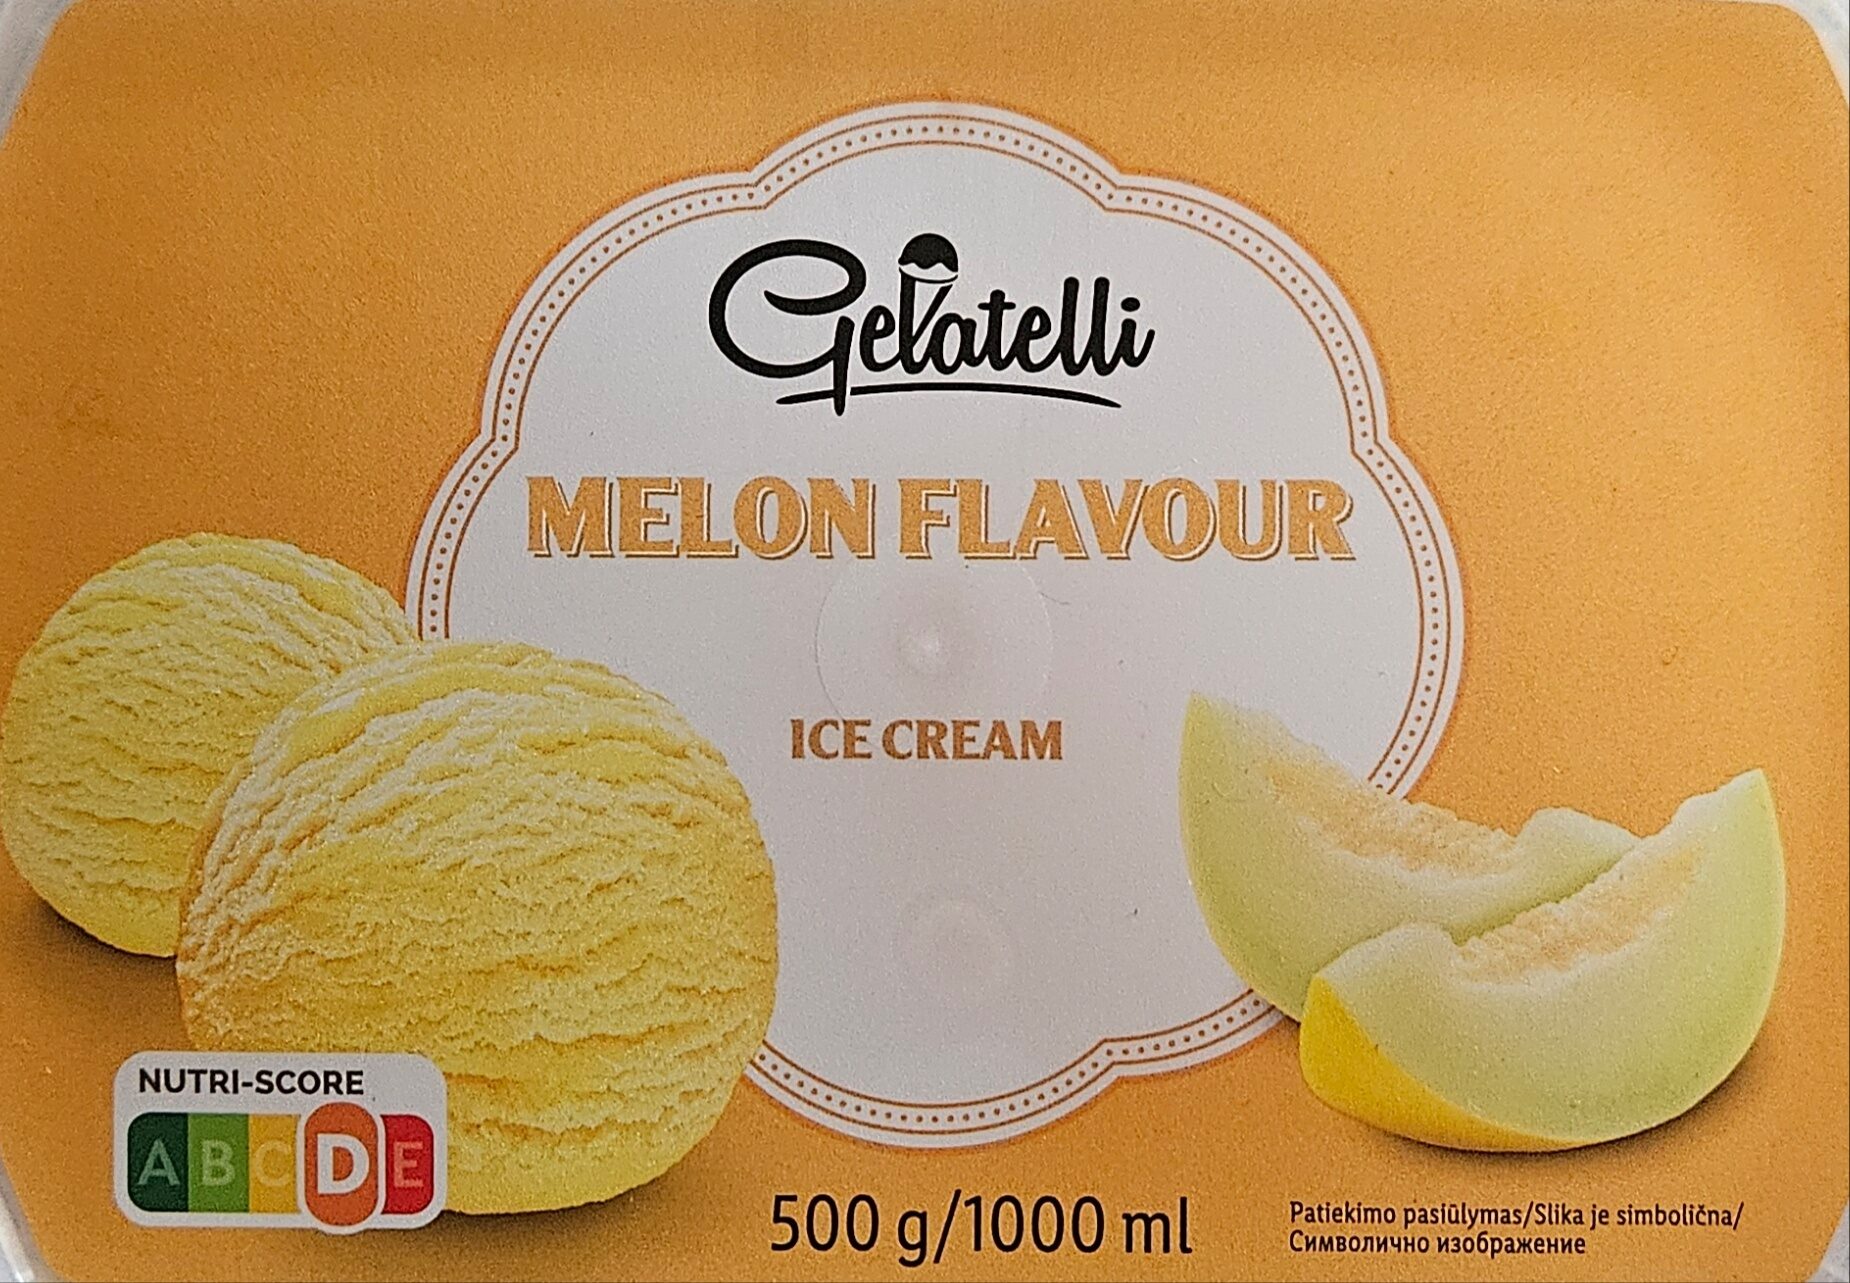 Gelatelli
MELON FLAVOUR
ICE CREAM
NUTRI-SCORE
A B C D E
500 g/1000 ml
Patiekimo pasiūlymas/Slika je simbolična/
Символично изображение